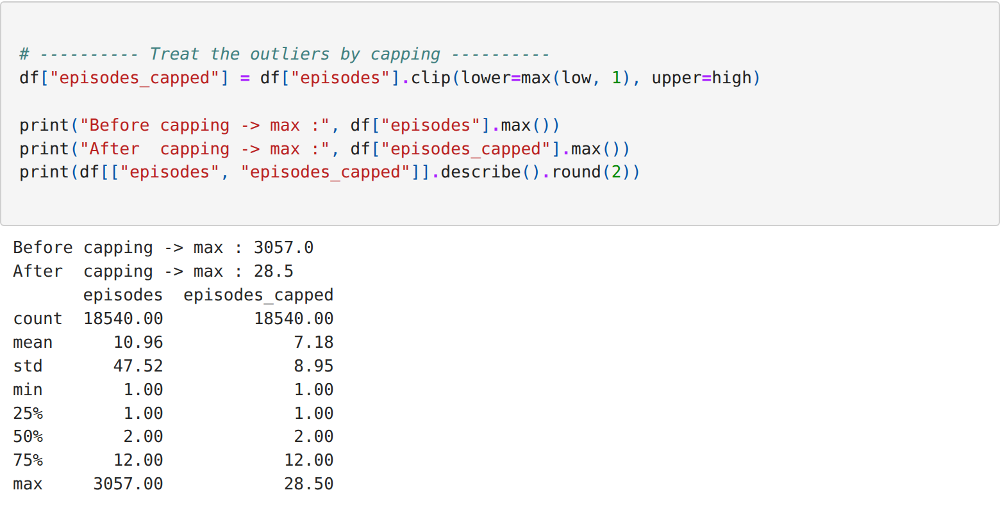 # ---------- Treat the outliers by capping ----------
df["episodes_capped"] = df["episodes"].clip(lower=max(low, 1), upper=high)
print("Before capping -> max :", df["episodes"].max())
print("After  capping -> max :", df["episodes_capped"].max())
print(df[["episodes", "episodes_capped"]].describe().round(2))
Before capping -> max : 3057.0
After  capping -> max : 28.5
       episodes  episodes_capped
count  18540.00         18540.00
mean      10.96             7.18
std       47.52             8.95
min        1.00             1.00
25%        1.00             1.00
50%        2.00             2.00
75%       12.00            12.00
max     3057.00            28.50